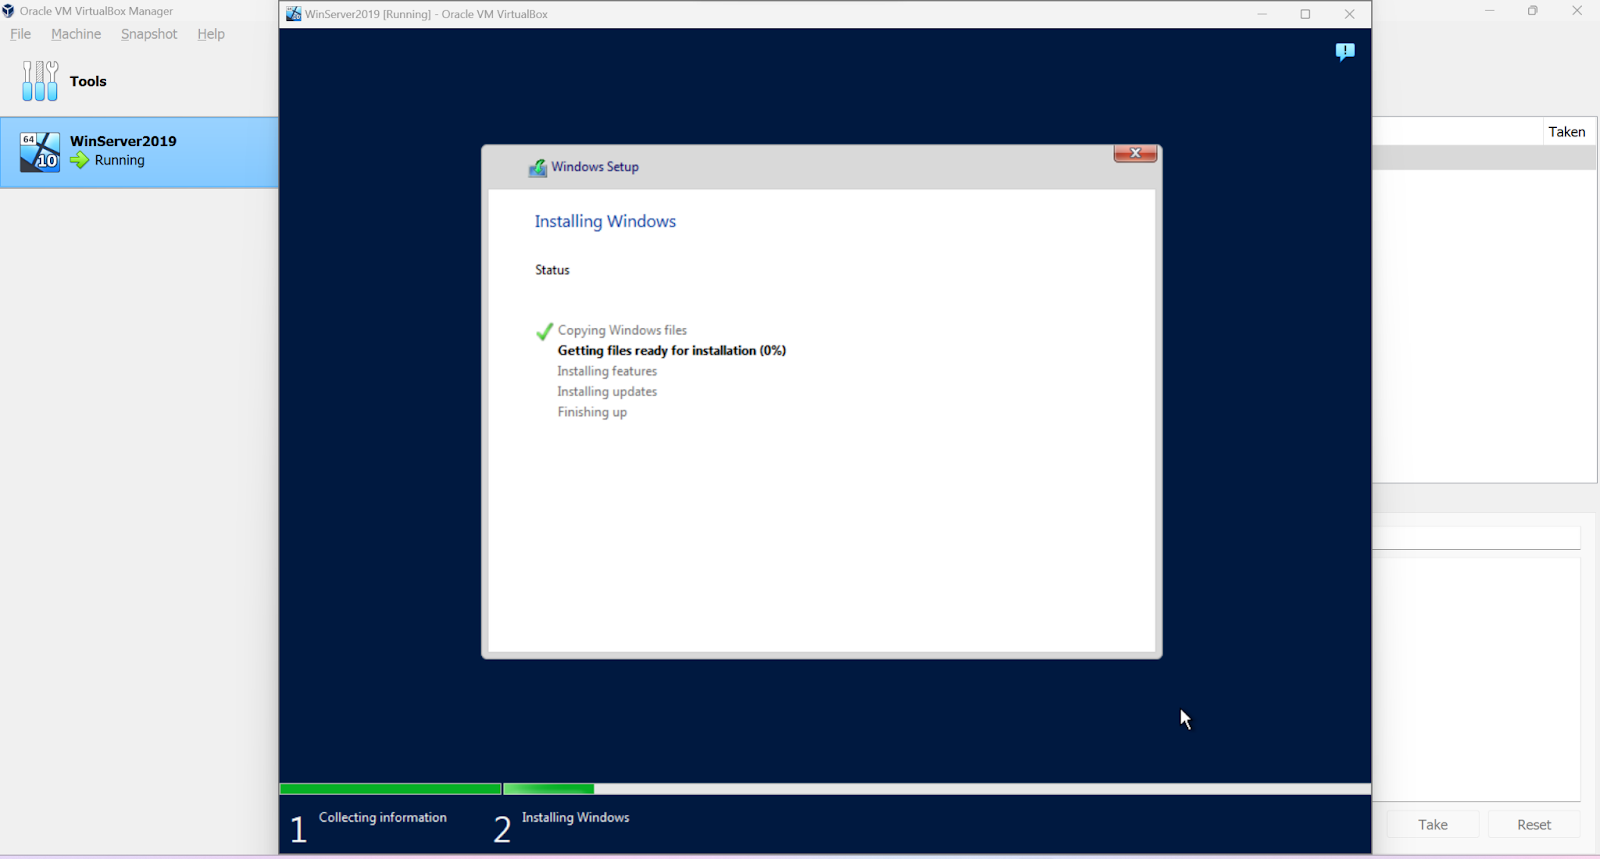 Oracle VM VirtualBox Manager
File Machine Snapshot Help
Tools
64
10
WinServer2019
Running
WinServer2019 [Running] - Oracle VM VirtualBox
Windows Setup
Installing Windows
Status
Copying Windows files
Getting files ready for installation (0%)
Installing features
Installing updates
Finishing up
1 Collecting information
2 Installing Windows
Taken
Take Reset